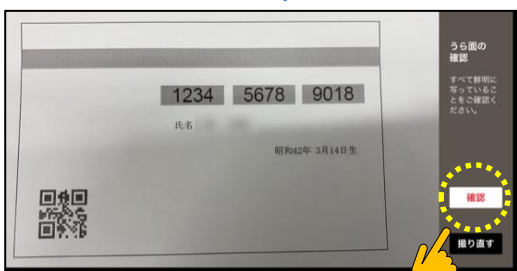 1234 5678 9018
氏名
昭和42年 3月14日生
うら面の
確認
すべて鮮明に
写っているこ
とをご確認く
ださい。
確認
撮り直す